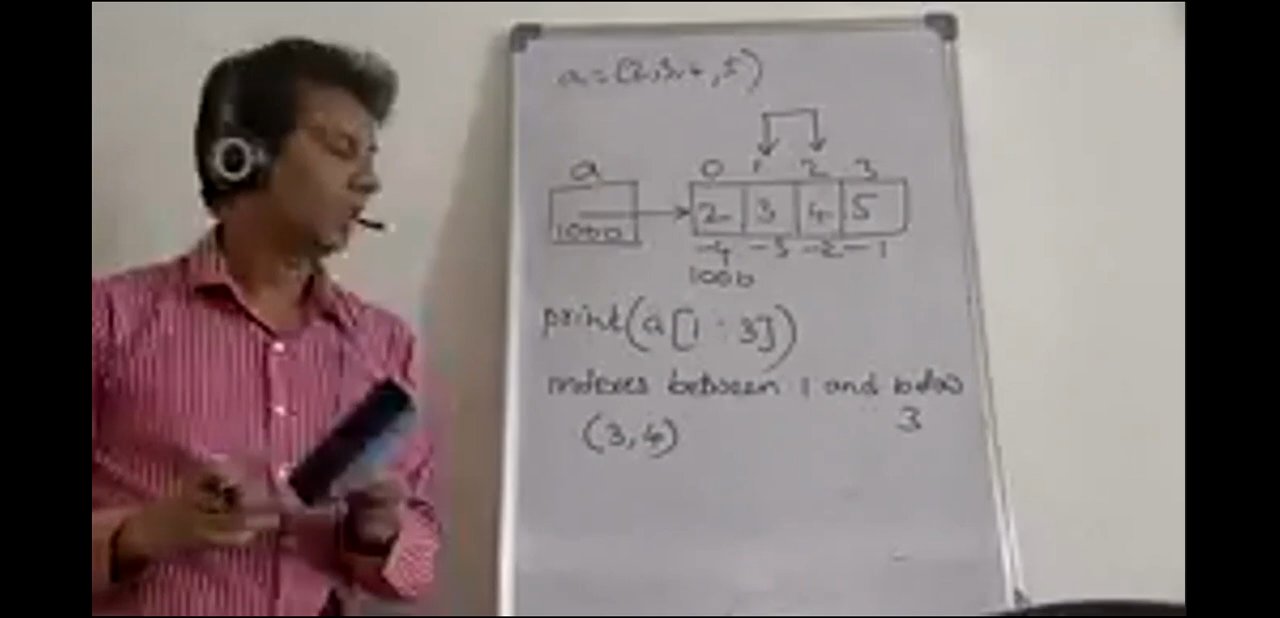 a = (2,3,4,5)
a
0 1 2 3
1000
2 3 4 5
-4 -3 -2 -1
1000
print(a[1:3])
indexes between 1 and below
3
(3,4)